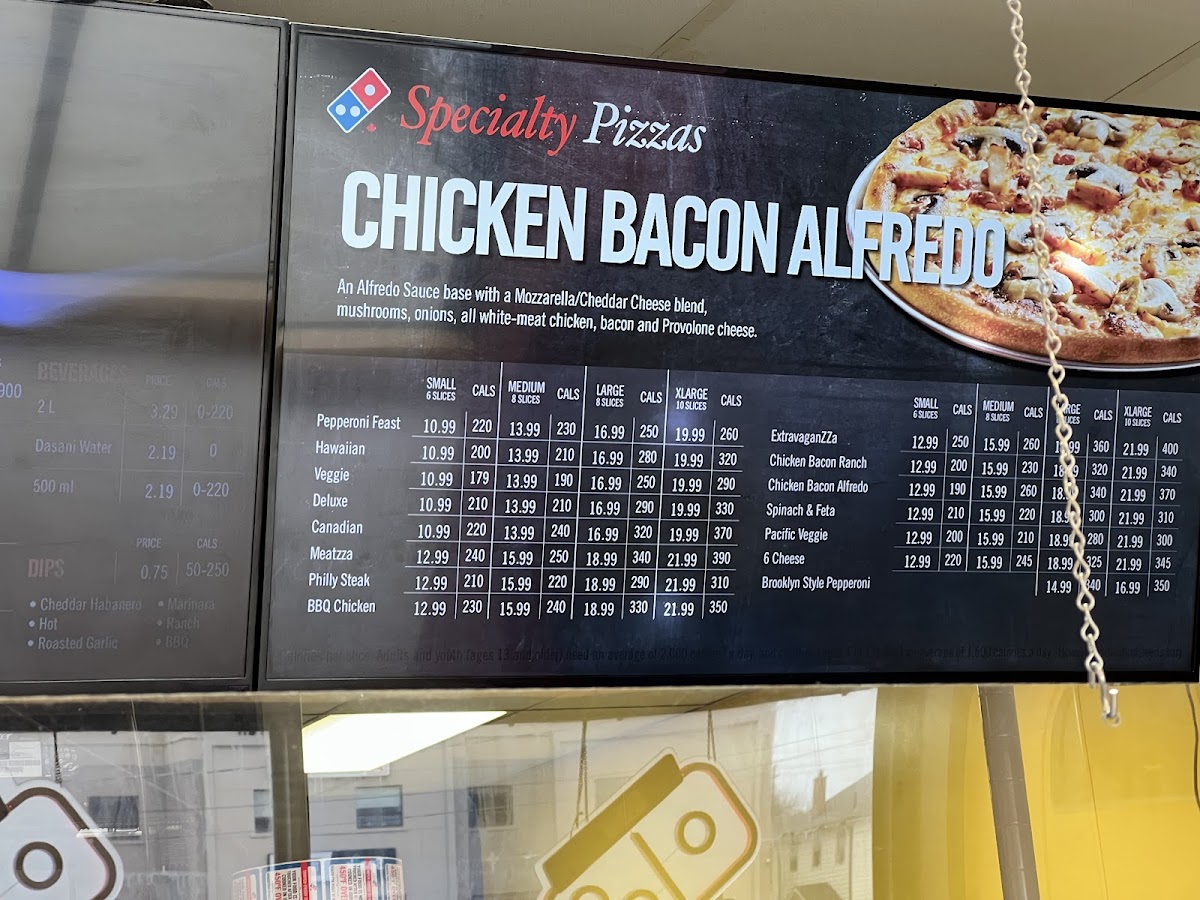 900
BEVERAGES PRICE CALS
2 L 3.29 0-220
Dasani Water 2.19 0
500 ml 2.19 0-220
PRICE CALS
DIPS 0.75 50-250
• Cheddar Habanero • Marinara
• Hot • Ranch
• Roasted Garlic • BBQ
Specialty Pizzas
CHICKEN BACON ALFREDO
An Alfredo Sauce base with a Mozzarella/Cheddar Cheese blend,
mushrooms, onions, all white-meat chicken, bacon and Provolone cheese.
SMALL CALS MEDIUM CALS LARGE CALS XLARGE CALS
6 SLICES 8 SLICES 8 SLICES 10 SLICES
Pepperoni Feast 10.99 220 13.99 230 16.99 250 19.99 260
Hawaiian 10.99 200 13.99 210 16.99 280 19.99 320
Veggie 10.99 179 13.99 190 16.99 250 19.99 290
Deluxe 10.99 210 13.99 210 16.99 290 19.99 330
Canadian 10.99 220 13.99 240 16.99 320 19.99 370
Meatzza 12.99 240 15.99 250 18.99 340 21.99 390
Philly Steak 12.99 210 15.99 220 18.99 290 21.99 310
BBQ Chicken 12.99 230 15.99 240 18.99 330 21.99 350
SMALL CALS MEDIUM CALS CALS XLARGE CALS
6 SLICES 8 SLICES SLICES 10 SLICES
ExtravaganZZa 12.99 250 15.99 260 360 21.99 400
Chicken Bacon Ranch 12.99 200 15.99 230 320 21.99 340
Chicken Bacon Alfredo 12.99 190 15.99 260 340 21.99 370
Spinach & Feta 12.99 210 15.99 220 300 21.99 310
Pacific Veggie 12.99 200 15.99 210 280 21.99 300
6 Cheese 12.99 220 15.99 245 325 21.99 345
Brooklyn Style Pepperoni 14.99 16.99 350